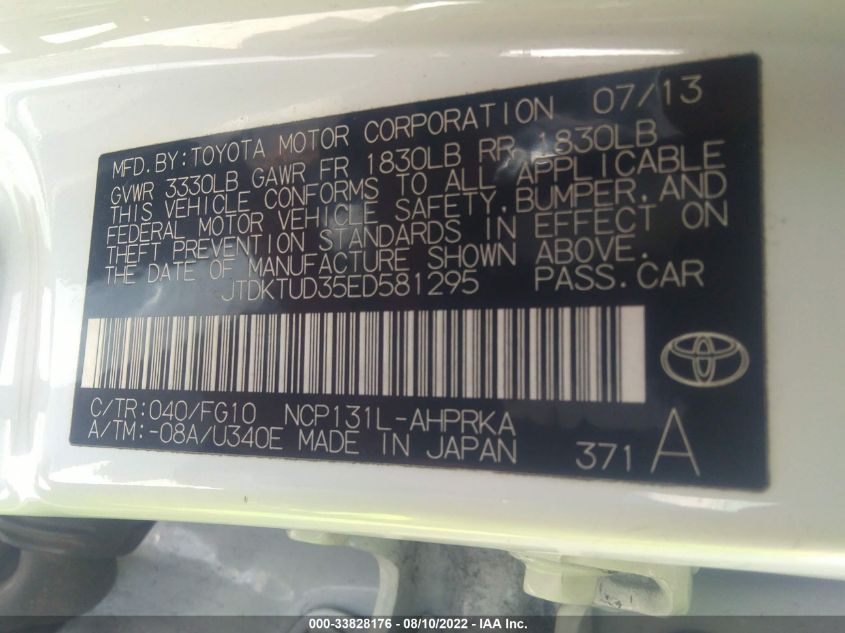 MFD.BY:TOYOTA MOTOR CORPORATION 07/13
GVWR 3330LB GAWR FR 1830LB RR 1830LB
THIS VEHICLE CONFORMS TO ALL APPLICABLE
FEDERAL MOTOR VEHICLE SAFETY,BUMPER,AND
THEFT PREVENTION STANDARDS IN EFFECT ON
THE DATE OF MANUFACTURE SHOWN ABOVE.
JTDKTUD35ED581295 PASS.CAR
C/TR:040/FG10 NCP131L-AHPRKA
A/TM:-08A/U340E MADE IN JAPAN 371 A
000-33828176 - 08/10/2022 - IAA Inc.